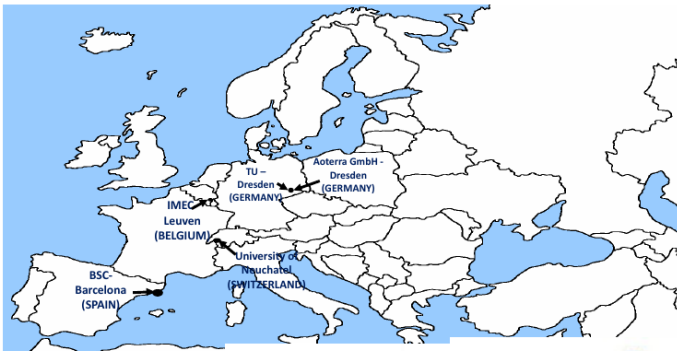 TU –
Dresden
(GERMANY)
Aoterra GmbH -
Dresden
(GERMANY)
IMEC
Leuven
(BELGIUM)
University of
Neuchatel
(SWITZERLAND)
BSC-
Barcelona
(SPAIN)